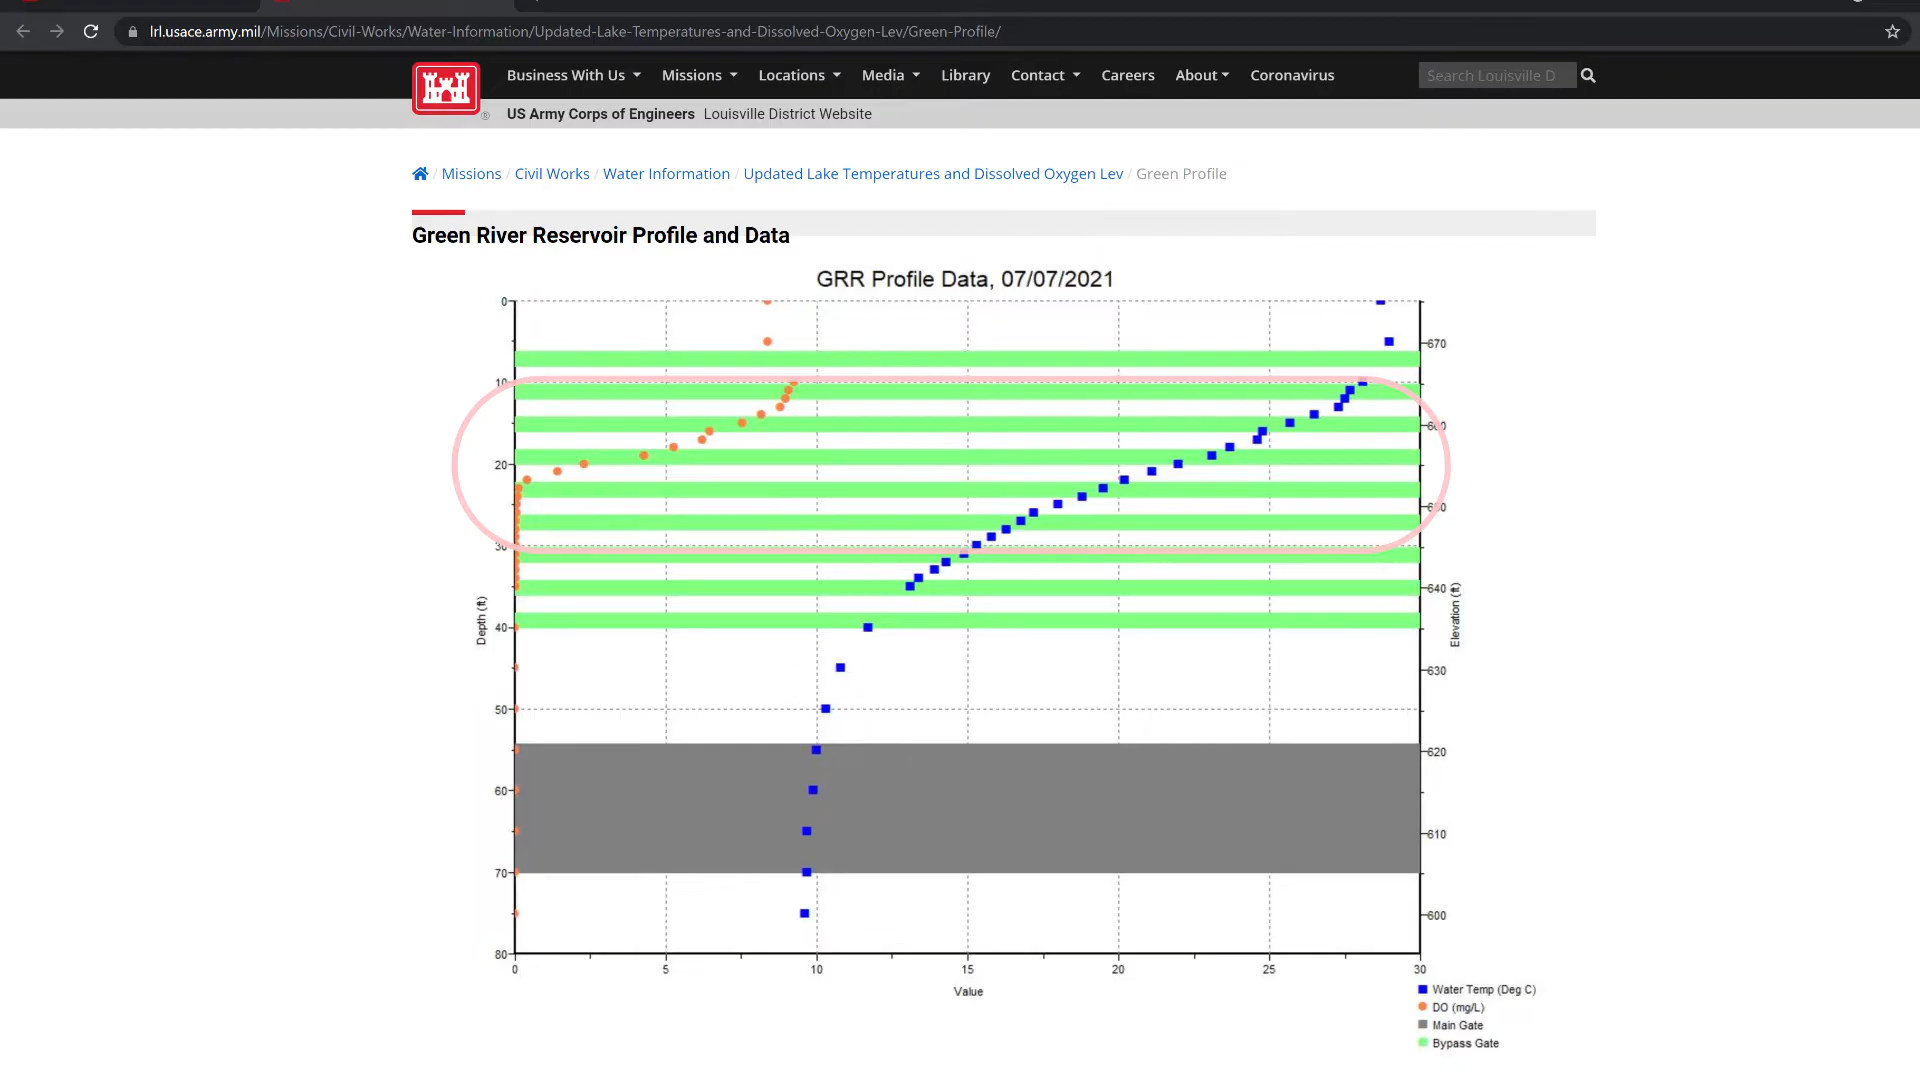 lrl.usace.army.mil/Missions/Civil-Works/Water-Information/Updated-Lake-Temperatures-and-Dissolved-Oxygen-Lev/Green-Profile/
Business With Us Missions Locations Media Library Contact Careers About Coronavirus Search Louisville D
® US Army Corps of Engineers Louisville District Website
/ Missions / Civil Works / Water Information / Updated Lake Temperatures and Dissolved Oxygen Lev / Green Profile
Green River Reservoir Profile and Data
GRR Profile Data, 07/07/2021
0
10
20
30
40
50
60
70
80
Depth (ft)
670
660
650
640
630
620
610
600
Elevation (ft)
0 5 10 15 20 25 30
Value
Water Temp (Deg C)
DO (mg/L)
Main Gate
Bypass Gate